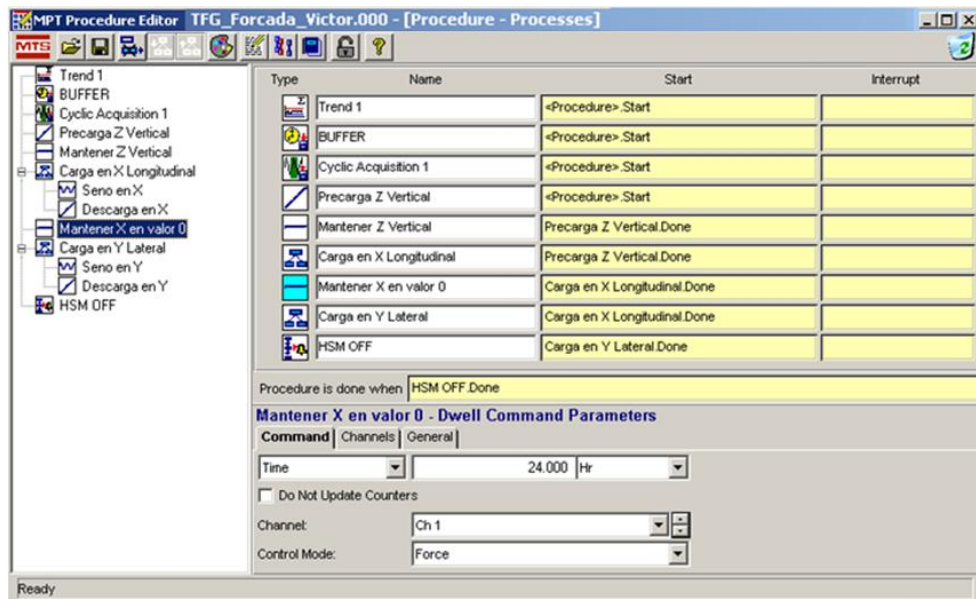 MPT Procedure Editor TFG_Forcada_Victor.000 - [Procedure - Processes]
MTS
Trend 1
BUFFER
Cyclic Acquisition 1
Precarga Z Vertical
Mantener Z Vertical
Carga en X Longitudinal
Seno en X
Descarga en X
Mantener X en valor 0
Carga en Y Lateral
Seno en Y
Descarga en Y
HSM OFF
Type Name Start Interrupt
Trend 1 <Procedure>.Start
BUFFER <Procedure>.Start
Cyclic Acquisition 1 <Procedure>.Start
Precarga Z Vertical <Procedure>.Start
Mantener Z Vertical Precarga Z Vertical.Done
Carga en X Longitudinal Precarga Z Vertical.Done
Mantener X en valor 0 Carga en X Longitudinal.Done
Carga en Y Lateral Carga en X Longitudinal.Done
HSM OFF Carga en Y Lateral.Done
Procedure is done when HSM OFF.Done
Mantener X en valor 0 - Dwell Command Parameters
Command Channels General
Time 24.000 Hr
Do Not Update Counters
Channel: Ch 1
Control Mode: Force
Ready